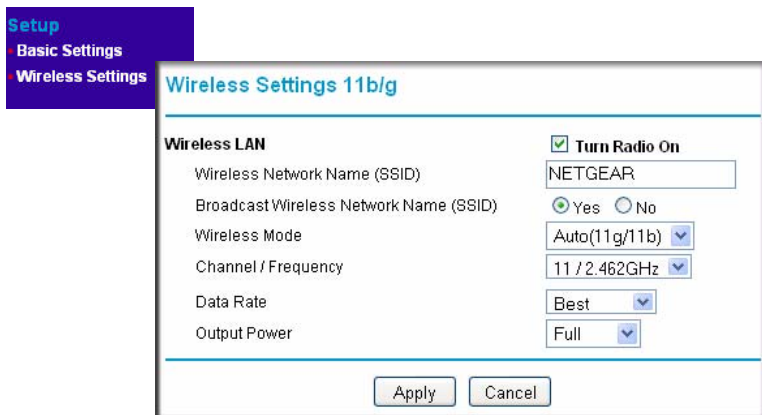 Setup
Basic Settings
Wireless Settings
Wireless Settings 11b/g
Wireless LAN Turn Radio On
Wireless Network Name (SSID) NETGEAR
Broadcast Wireless Network Name (SSID) Yes No
Wireless Mode Auto(11g/11b)
Channel / Frequency 11 / 2.462GHz
Data Rate Best
Output Power Full
Apply Cancel